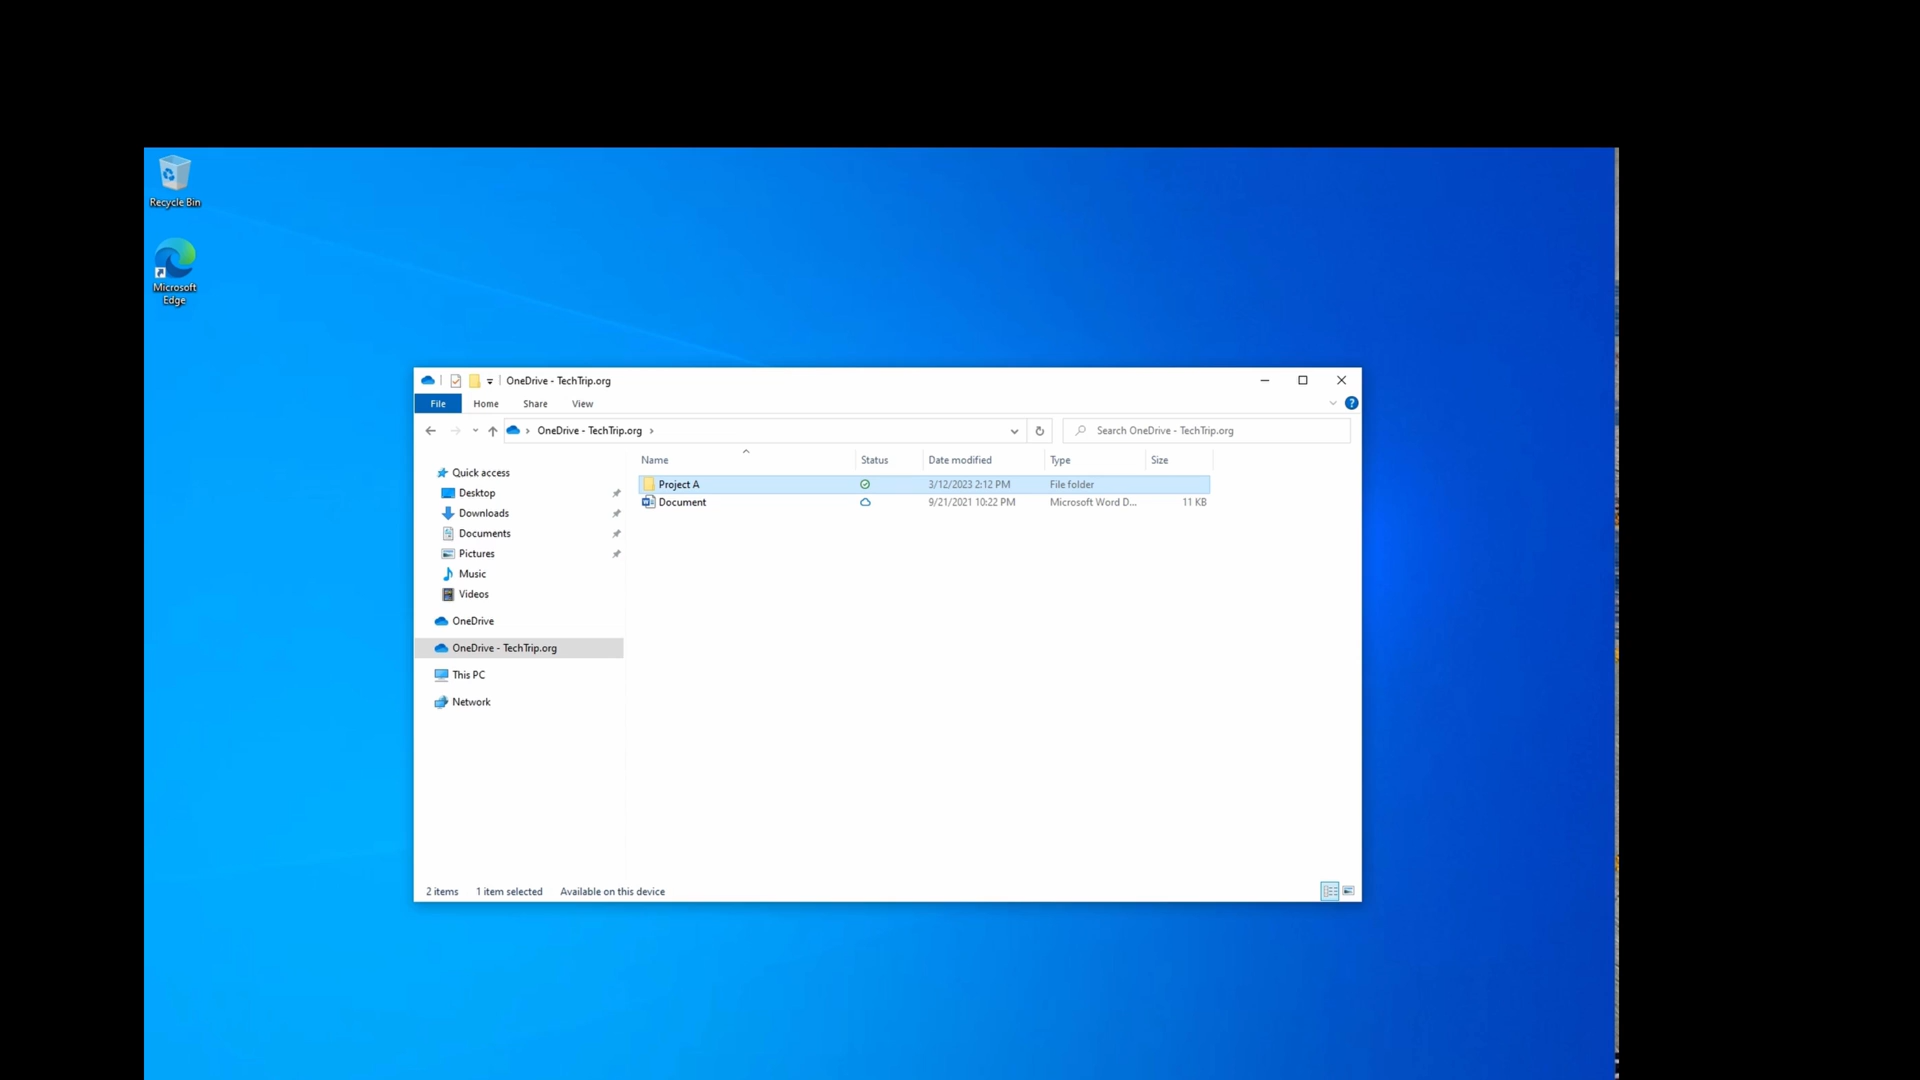 Recycle Bin
Microsoft
Edge
OneDrive - TechTrip.org
File Home Share View
OneDrive - TechTrip.org
Search OneDrive - TechTrip.org
Name Status Date modified Type Size
Project A 3/12/2023 2:12 PM File folder
Document 9/21/2021 10:22 PM Microsoft Word D... 11 KB
Quick access
Desktop
Downloads
Documents
Pictures
Music
Videos
OneDrive
OneDrive - TechTrip.org
This PC
Network
2 items 1 item selected Available on this device